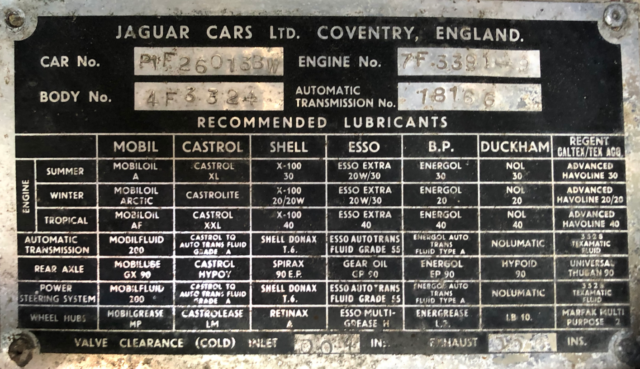 JAGUAR CARS LTD. COVENTRY, ENGLAND.
CAR No. P1F26013BW ENGINE No. 7F 3391
BODY No. 4F3324 AUTOMATIC TRANSMISSION No. 18166
RECOMMENDED LUBRICANTS
MOBIL CASTROL SHELL ESSO B.P. DUCKHAM REGENT CALTEX/TEX AUG.
ENGINE
SUMMER MOBILOIL A CASTROL XL X-100 30 ESSO EXTRA 20W/30 ENERGOL 30 NOL 30 ADVANCED HAVOLINE 30
WINTER MOBILOIL ARCTIC CASTROLITE X-100 20/20W ESSO EXTRA 20W/30 ENERGOL 20 NOL 20 ADVANCED HAVOLINE 20/20
TROPICAL MOBILOIL AF CASTROL XXL X-100 40 ESSO EXTRA 40 ENERGOL 40 NOL 40 ADVANCED HAVOLINE 40
AUTOMATIC TRANSMISSION MOBILFLUID 200 CASTROL TQ AUTO TRANS FLUID GRADE A SHELL DONAX T.6. ESSO AUTOTRANS FLUID GRADE 55 ENERGOL AUTO TRANS FLUID TYPE A NOLUMATIC 3528 TEXAMATIC FLUID
REAR AXLE MOBILUBE GX 90 CASTROL HYPOY SPIRAX 90 E.P. GEAR OIL GP 90 ENERGOL EP 90 HYPOID 90 UNIVERSAL THUBAN 90
POWER STEERING SYSTEM MOBILFLUID 200 CASTROL TQ AUTO TRANS FLUID GRADE A SHELL DONAX T.6. ESSO AUTOTRANS FLUID GRADE 55 ENERGOL AUTO TRANS FLUID TYPE A NOLUMATIC 3528 TEXAMATIC FLUID
WHEEL HUBS MOBILGREASE MP CASTROLEASE LM RETINAX A ESSO MULTI-GREASE H ENERGREASE L.2. LB 10. MARFAK MULTI PURPOSE 2
VALVE CLEARANCE (COLD) INLET INS. EXHAUST INS.